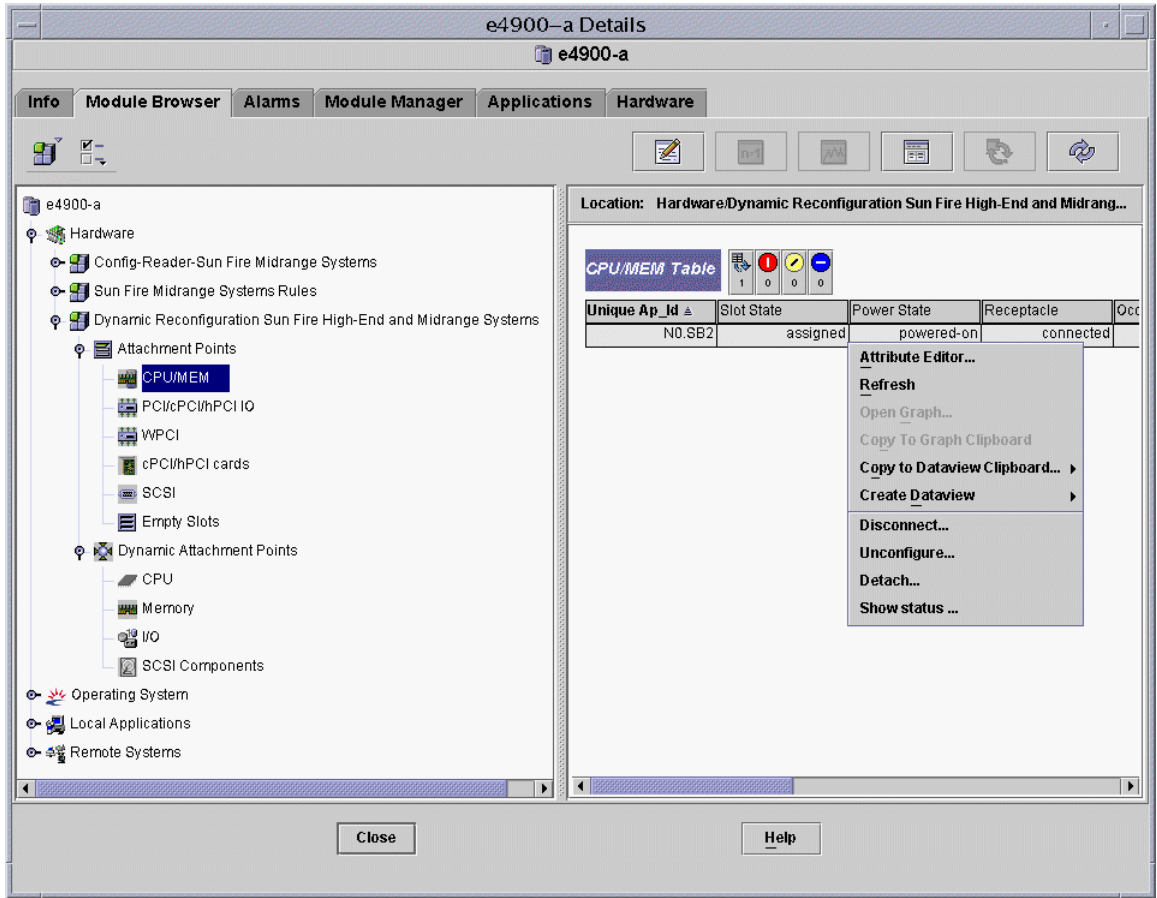 e4900-a Details
e4900-a
Info Module Browser Alarms Module Manager Applications Hardware
n=1
e4900-a
Hardware
Config-Reader-Sun Fire Midrange Systems
Sun Fire Midrange Systems Rules
Dynamic Reconfiguration Sun Fire High-End and Midrange Systems
Attachment Points
CPU/MEM
PCI/cPCI/hPCI IO
WPCI
cPCI/hPCI cards
SCSI
Empty Slots
Dynamic Attachment Points
CPU
Memory
I/O
SCSI Components
Operating System
Local Applications
Remote Systems
Location: Hardware/Dynamic Reconfiguration Sun Fire High-End and Midrang...
CPU/MEM Table
1 0 0 0
Unique Ap_Id Slot State Power State Receptacle Occ
N0.SB2 assigned powered-on connected
Attribute Editor...
Refresh
Open Graph...
Copy To Graph Clipboard
Copy to Dataview Clipboard...
Create Dataview
Disconnect...
Unconfigure...
Detach...
Show status ...
Close Help